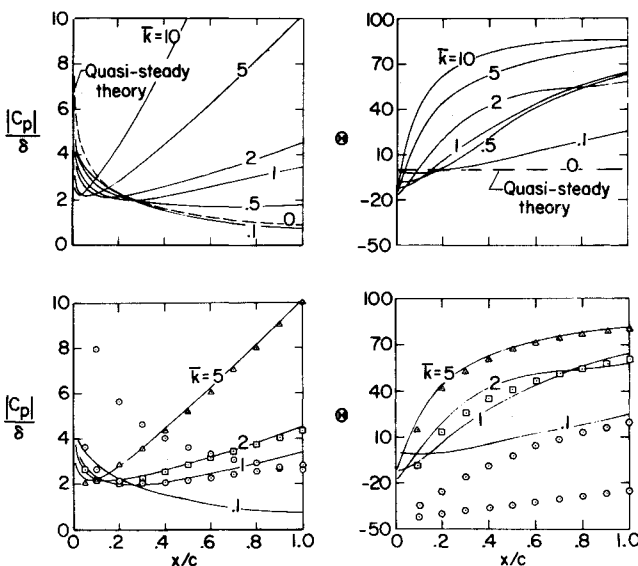 10
8
6
4
2
0
|Cp|
δ
k̄=10
Quasi-steady
theory
5
2
1
.5
0
.1
100
70
40
10
-20
-50
Θ
k̄=10
5
2
1
.5
.1
0
Quasi-steady
theory
10
8
6
4
2
0
|Cp|
δ
k̄=5
2
1
.1
0 .2 .4 .6 .8 1.0
x/c
100
70
40
10
-20
-50
Θ
k̄=5
2
1
.1
0 .2 .4 .6 .8 1.0
x/c